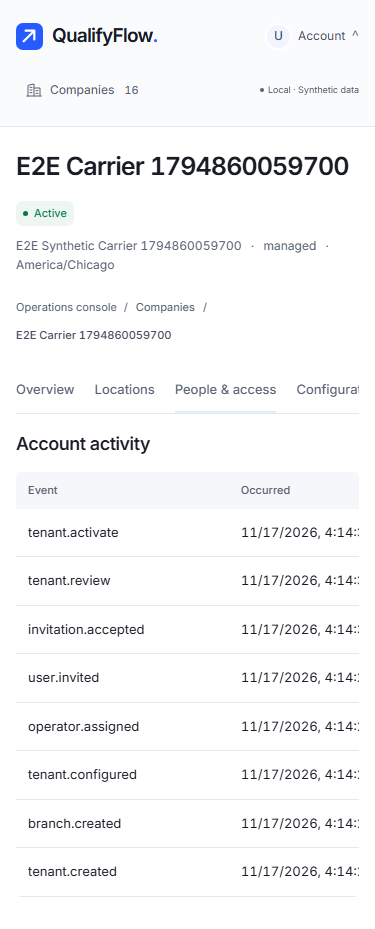 QualifyFlow.
U Account ^
Companies 16
Local · Synthetic data
E2E Carrier 1794860059700
Active
E2E Synthetic Carrier 1794860059700 · managed ·
America/Chicago
Operations console / Companies /
E2E Carrier 1794860059700
Overview Locations People & access Configurat
Account activity
Event Occurred
tenant.activate 11/17/2026, 4:14:
tenant.review 11/17/2026, 4:14:
invitation.accepted 11/17/2026, 4:14:
user.invited 11/17/2026, 4:14:
operator.assigned 11/17/2026, 4:14:
tenant.configured 11/17/2026, 4:14:
branch.created 11/17/2026, 4:14:
tenant.created 11/17/2026, 4:14: